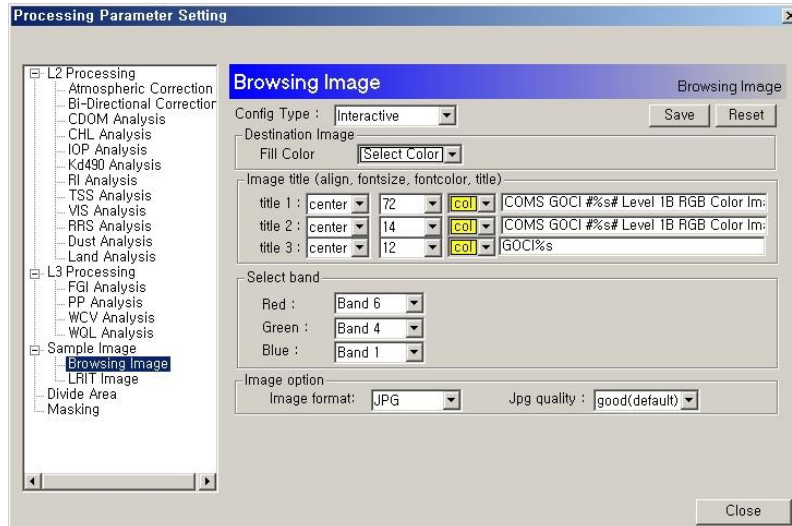 Processing Parameter Setting
L2 Processing
Atmospheric Correction
Bi-Directional Correction
CDOM Analysis
CHL Analysis
IOP Analysis
Kd490 Analysis
RI Analysis
TSS Analysis
VIS Analysis
RRS Analysis
Dust Analysis
Land Analysis
L3 Processing
FGI Analysis
PP Analysis
WCV Analysis
WQL Analysis
Sample Image
Browsing Image
LRIT Image
Divide Area
Masking
Browsing Image Browsing Image
Config Type : Interactive Save Reset
Destination Image
Fill Color Select Color
Image title (align, fontsize, fontcolor, title)
title 1 : center 72 col COMS GOCI #%s# Level 1B RGB Color Im
title 2 : center 14 col COMS GOCI #%s# Level 1B RGB Color Im
title 3 : center 12 col GOCI%s
Select band
Red : Band 6
Green : Band 4
Blue : Band 1
Image option
Image format: JPG Jpg quality : good(default)
Close